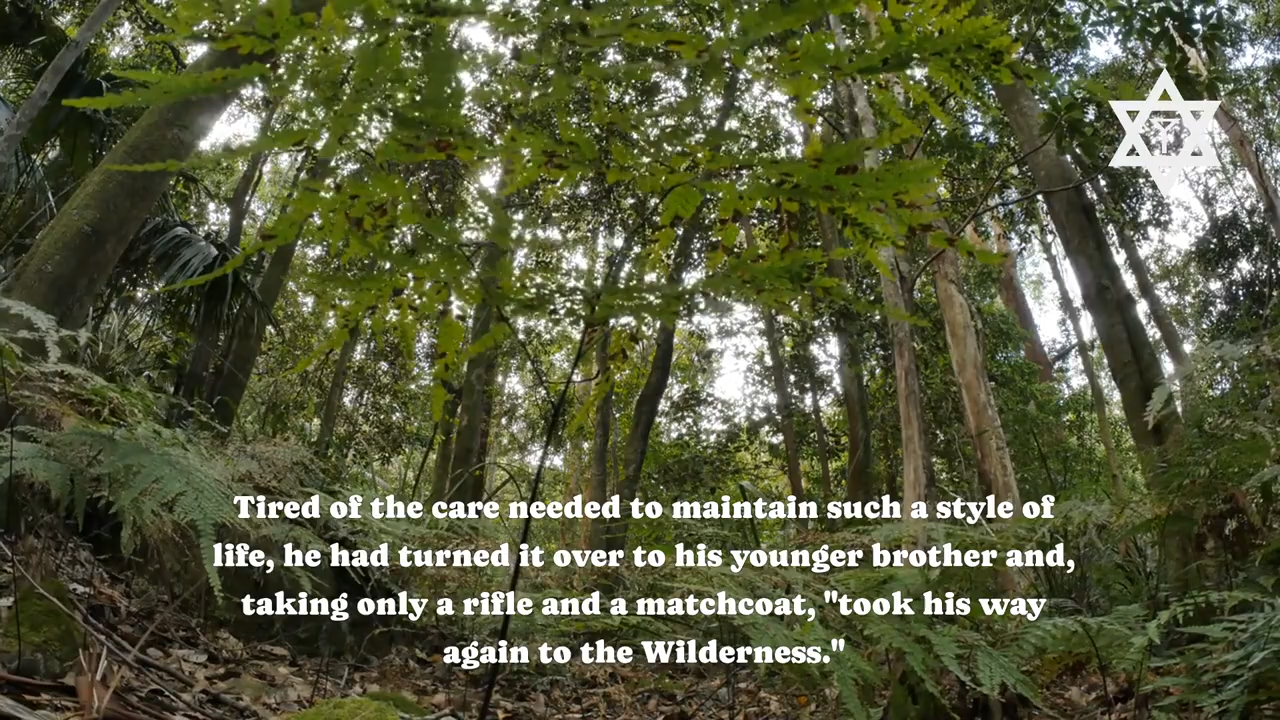 Tired of the care needed to maintain such a style of
life, he had turned it over to his younger brother and,
taking only a rifle and a matchcoat, "took his way
again to the Wilderness."